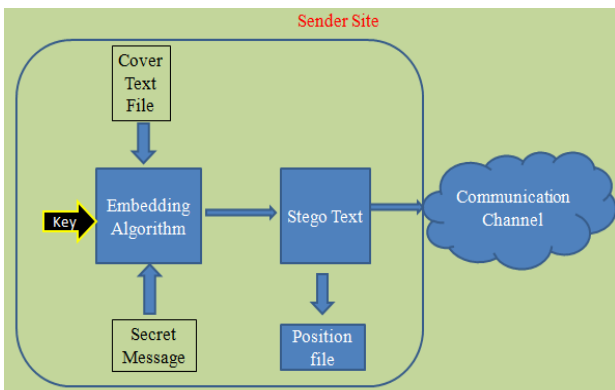 Sender Site
Cover
Text
File
Key
Embedding
Algorithm
Stego Text
Communication
Channel
Secret
Message
Position
file